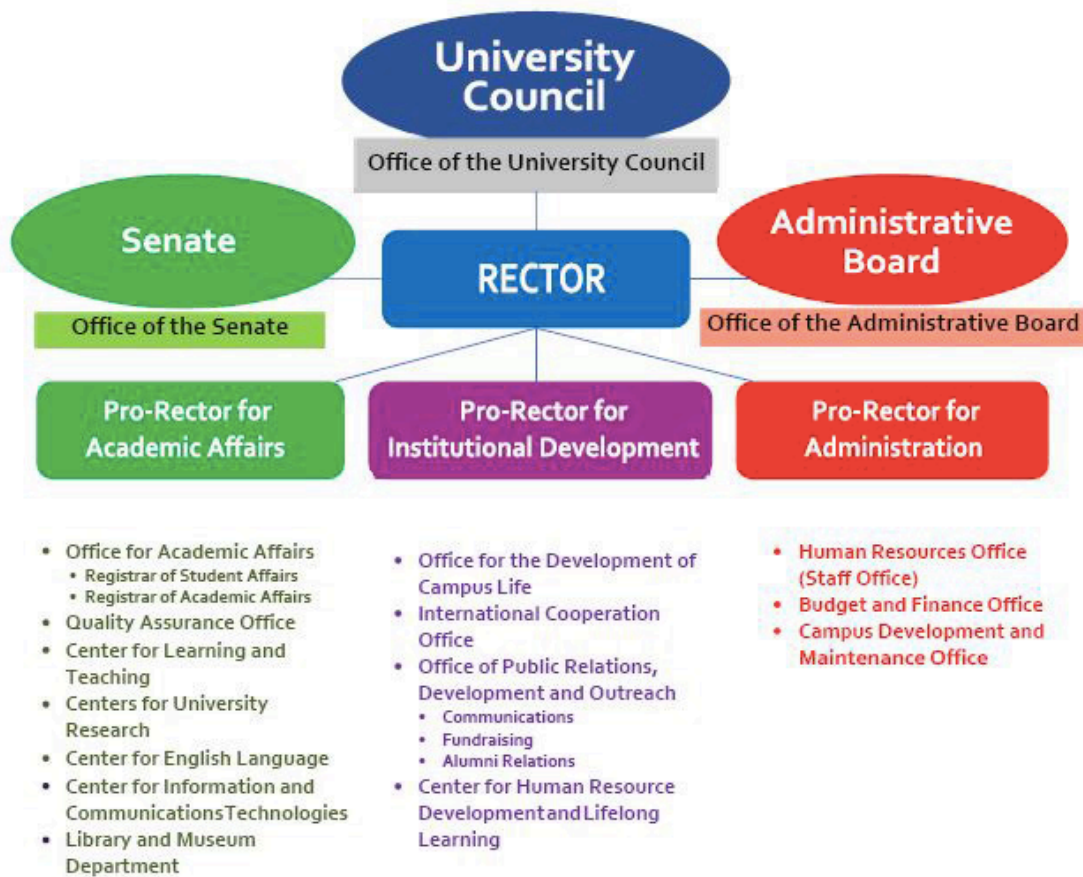 University
Council
Office of the University Council
Senate
Office of the Senate
RECTOR
Administrative
Board
Office of the Administrative Board
Pro-Rector for
Academic Affairs
Pro-Rector for
Institutional Development
Pro-Rector for
Administration
• Office for Academic Affairs
• Registrar of Student Affairs
• Registrar of Academic Affairs
• Quality Assurance Office
• Center for Learning and
Teaching
• Centers for University
Research
• Center for English Language
• Center for Information and
CommunicationsTechnologies
• Library and Museum
Department
• Office for the Development of
Campus Life
• International Cooperation
Office
• Office of Public Relations,
Development and Outreach
• Communications
• Fundraising
• Alumni Relations
• Center for Human Resource
Development and Lifelong
Learning
• Human Resources Office
(Staff Office)
• Budget and Finance Office
• Campus Development and
Maintenance Office